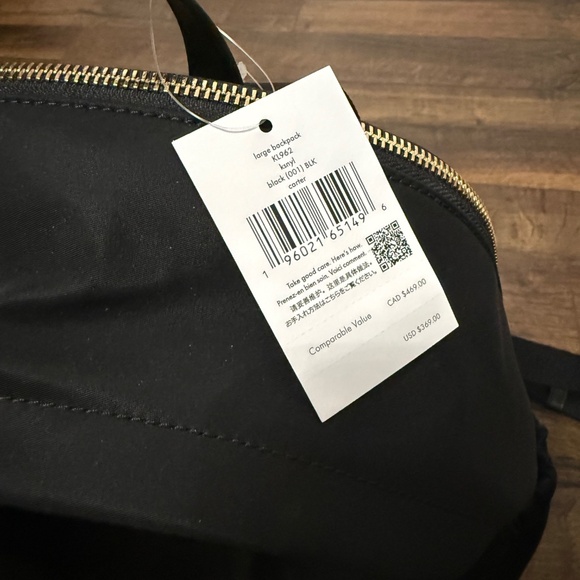 large backpack
KL962
ksnyl
black (001) BLK
carter
1 96021 65149 6
Take good care. Here's how.
Prenez-en bien soin. Voici comment.
请妥善维护。这里是具体做法。
お手入れ方法はこちらをご覧ください。
CAD $469.00
Comparable Value USD $369.00